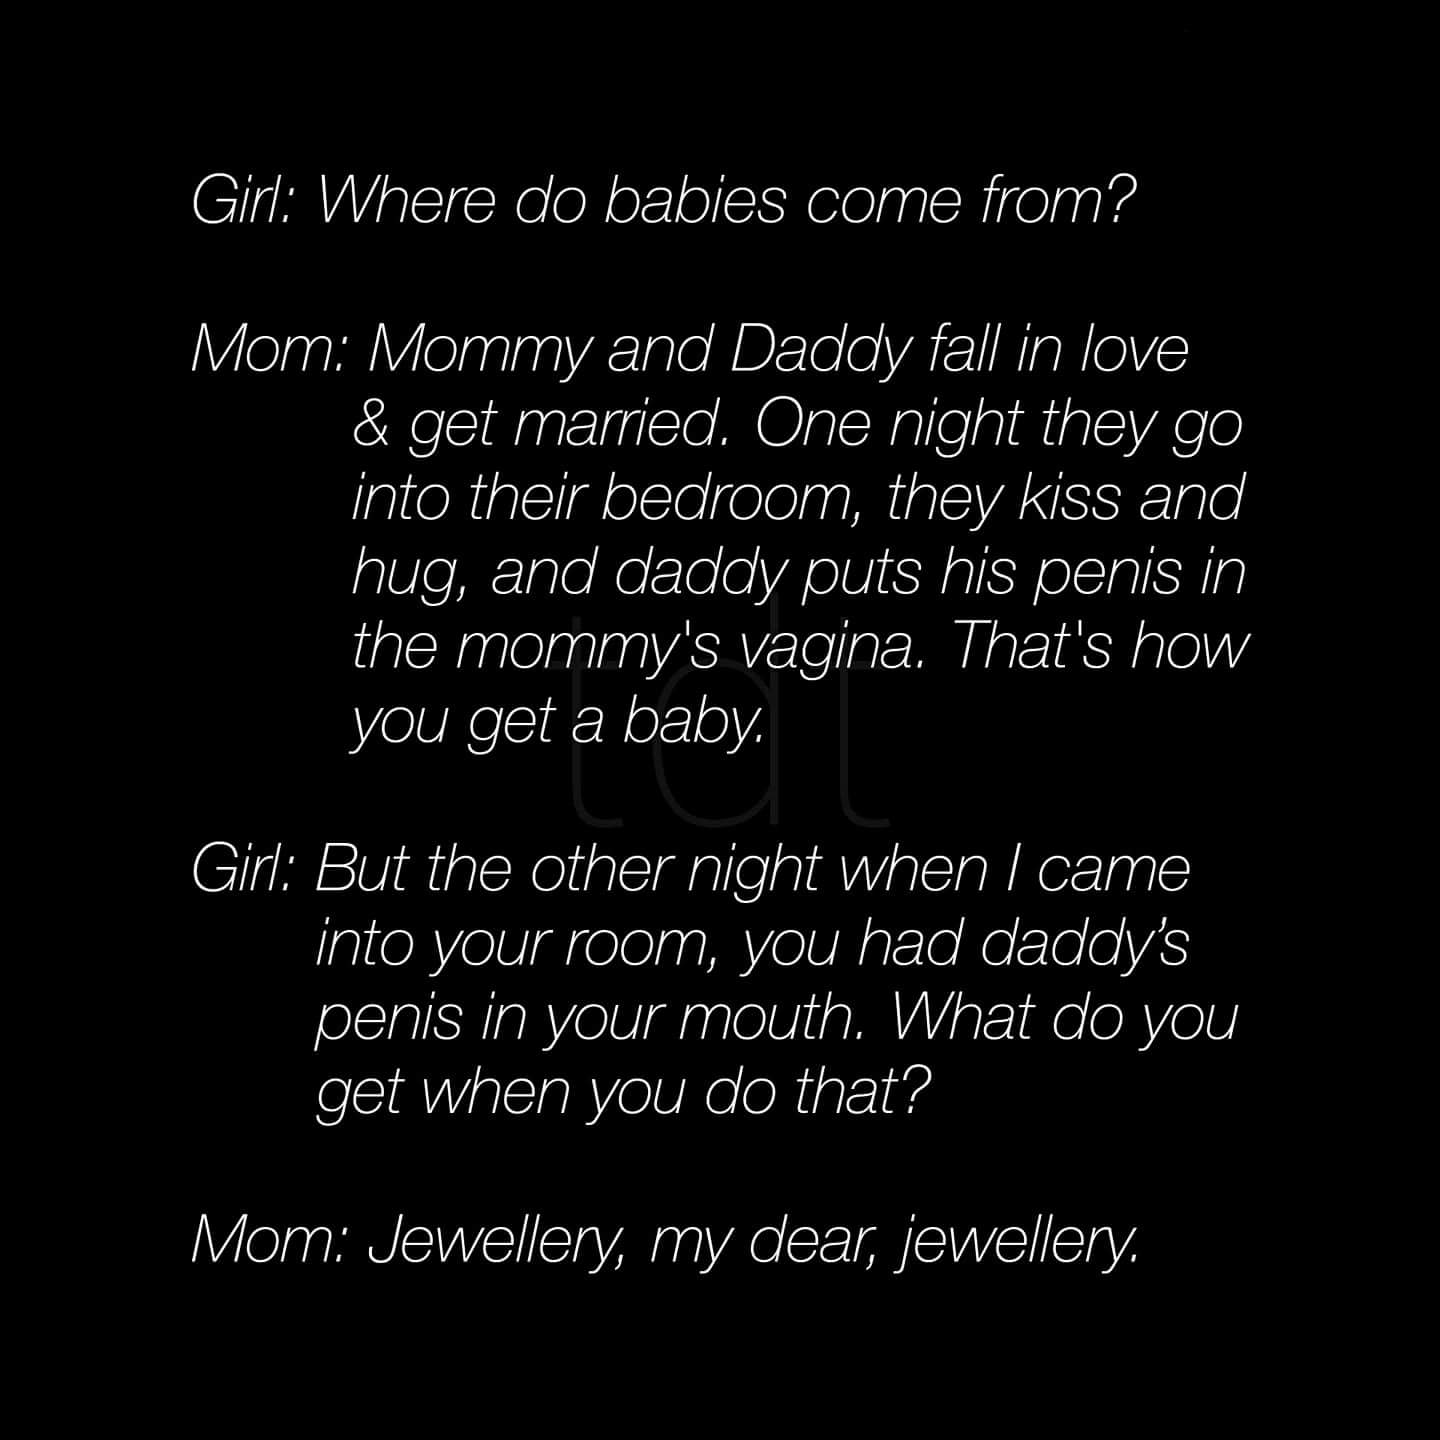 Girl: Where do babies come from?
Mom: Mommy and Daddy fall in love
& get married. One night they go
into their bedroom, they kiss and
hug, and daddy puts his penis in
the mommy's vagina. That's how
you get a baby.
tdt
Girl: But the other night when I came
into your room, you had daddy’s
penis in your mouth. What do you
get when you do that?
Mom: Jewellery, my dear, jewellery.